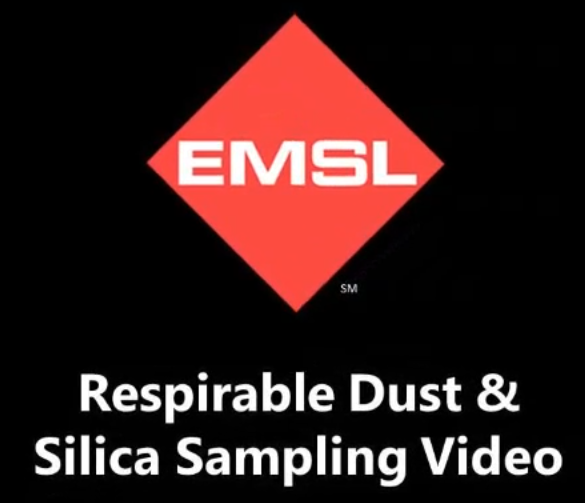 EMSL
SM
Respirable Dust &
Silica Sampling Video